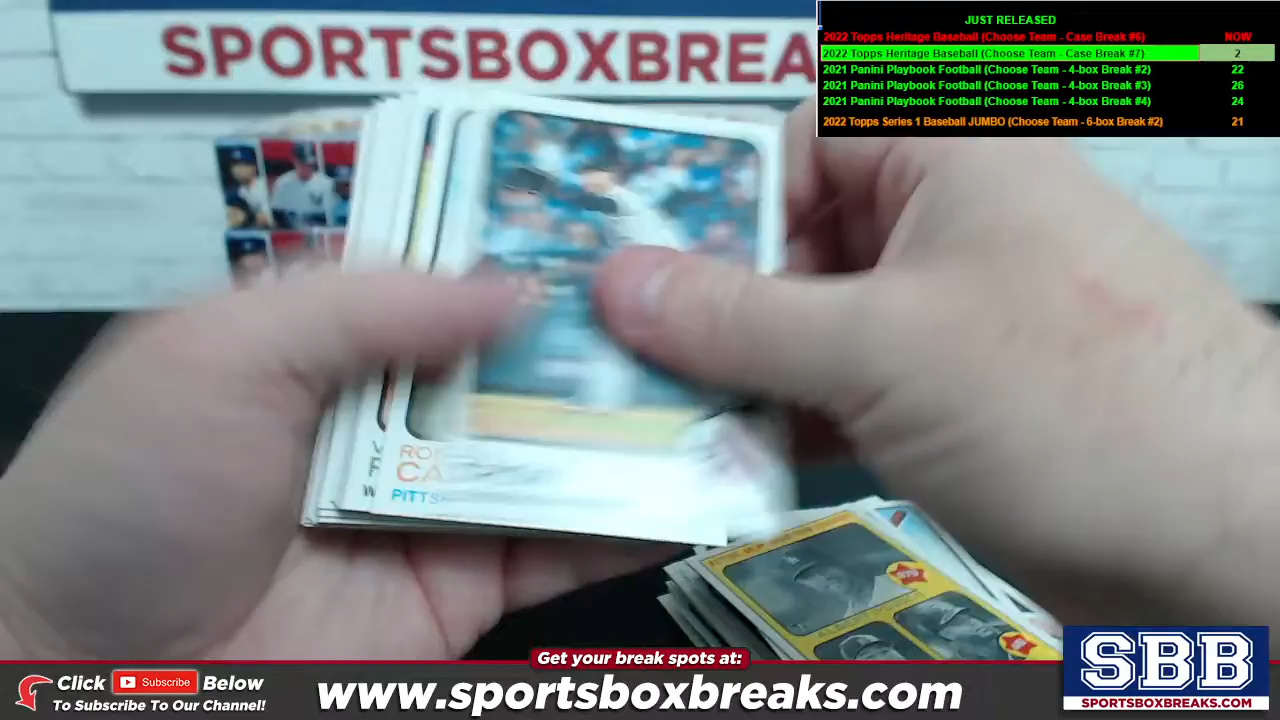 SPORTSBOXBREA
JUST RELEASED
2022 Topps Heritage Baseball (Choose Team - Case Break #6) NOW
2022 Topps Heritage Baseball (Choose Team - Case Break #7) 2
2021 Panini Playbook Football (Choose Team - 4-box Break #2) 22
2021 Panini Playbook Football (Choose Team - 4-box Break #3) 26
2021 Panini Playbook Football (Choose Team - 4-box Break #4) 24
2022 Topps Series 1 Baseball JUMBO (Choose Team - 6-box Break #2) 21
CA
PITTS
Get your break spots at:
Click Subscribe Below
To Subscribe To Our Channel!
www.sportsboxbreaks.com
SBB
SPORTSBOXBREAKS.COM